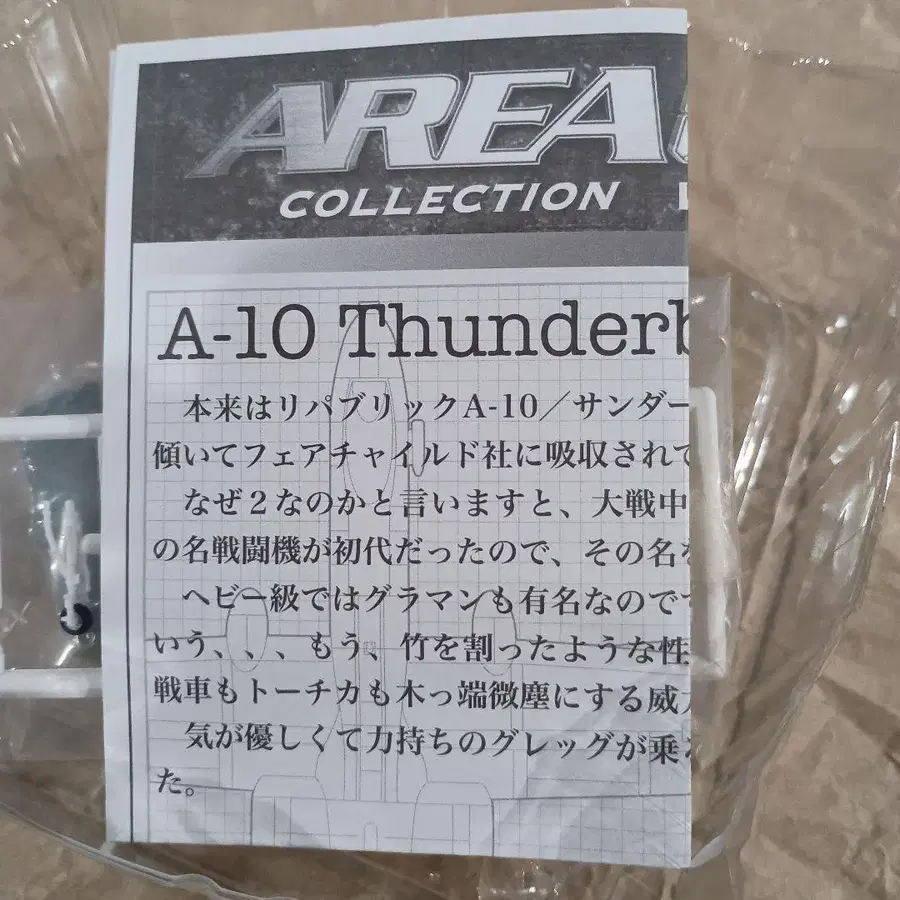 AREA
COLLECTION
A-10 Thunderb
本来はリパブリックA-10／サンダー
傾いてフェアチャイルド社に吸収されて
なぜ２なのかと言いますと、大戦中
の名戦闘機が初代だったので、その名を
ヘビー級ではグラマンも有名なので
いう、、、もう、竹を割ったような性
戦車もトーチカも木っ端微塵にする威
気が優しくて力持ちのグレッグが乗
た。